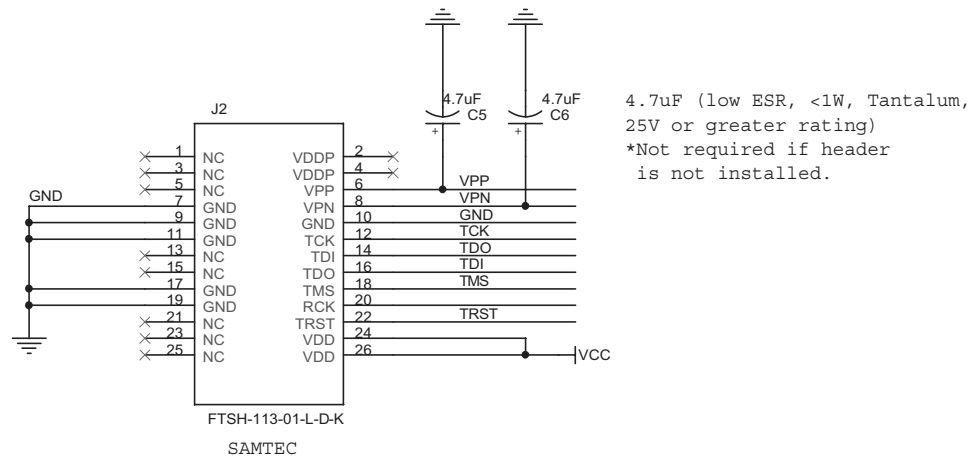 4.7uF
C5
4.7uF
C6
4.7uF (low ESR, <1W, Tantalum,
25V or greater rating)
*Not required if header
is not installed.
J2
1 NC VDDP 2
3 NC VDDP 4
5 NC VPP 6 VPP
GND 7 GND VPN 8 VPN
9 GND GND 10 GND
11 GND TCK 12 TCK
13 NC TDI 14 TDO
15 NC TDO 16 TDI
17 GND TMS 18 TMS
19 GND RCK 20
21 NC TRST 22 TRST
23 NC VDD 24
25 NC VDD 26 VCC
+
+
FTSH-113-01-L-D-K
SAMTEC